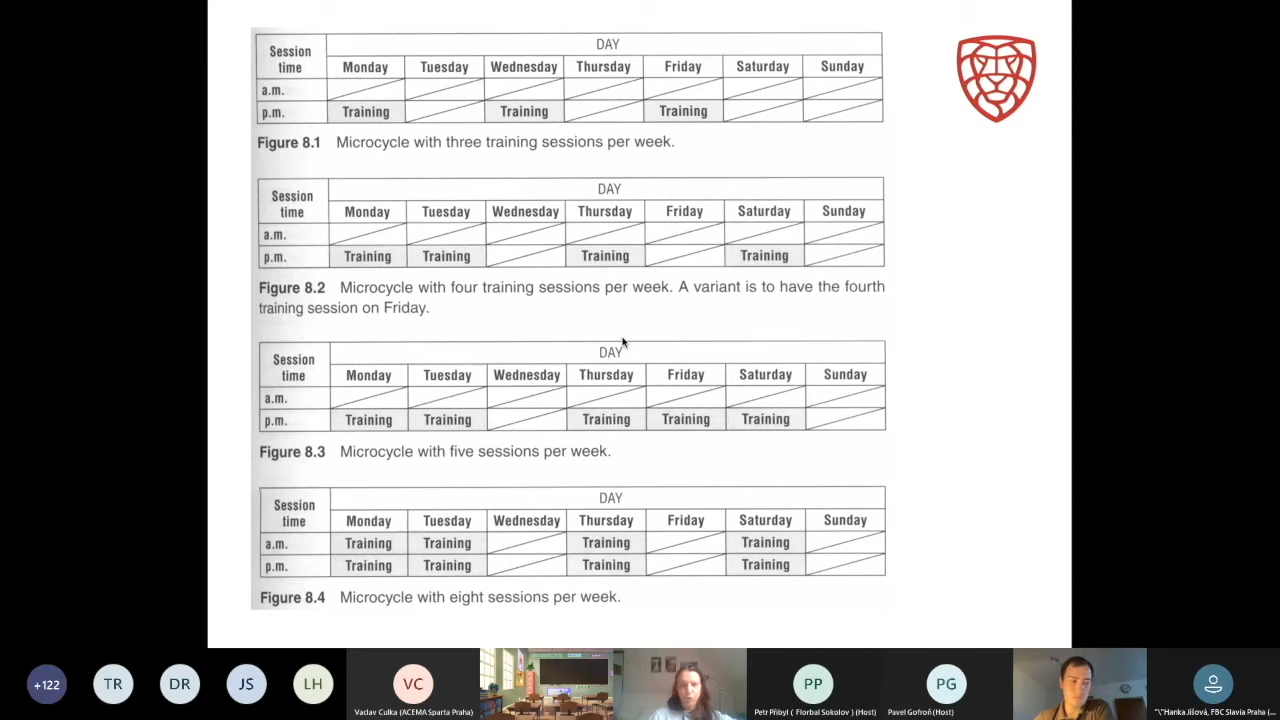 Session time DAY
Monday Tuesday Wednesday Thursday Friday Saturday Sunday
a.m.
p.m. Training Training Training
Figure 8.1 Microcycle with three training sessions per week.
Session time DAY
Monday Tuesday Wednesday Thursday Friday Saturday Sunday
a.m.
p.m. Training Training Training Training
Figure 8.2 Microcycle with four training sessions per week. A variant is to have the fourth
training session on Friday.
Session time DAY
Monday Tuesday Wednesday Thursday Friday Saturday Sunday
a.m.
p.m. Training Training Training Training Training
Figure 8.3 Microcycle with five sessions per week.
Session time DAY
Monday Tuesday Wednesday Thursday Friday Saturday Sunday
a.m. Training Training Training Training
p.m. Training Training Training Training
Figure 8.4 Microcycle with eight sessions per week.
+122 TR DR JS LH VC PP PG
Vaclav Culka (ACEMA Sparta Praha) Petr Přibyl ( Florbal Sokolov ) (Host) Pavel Gofroň (Host) "\"Hanka Jišová, FBC Slavia Praha (...